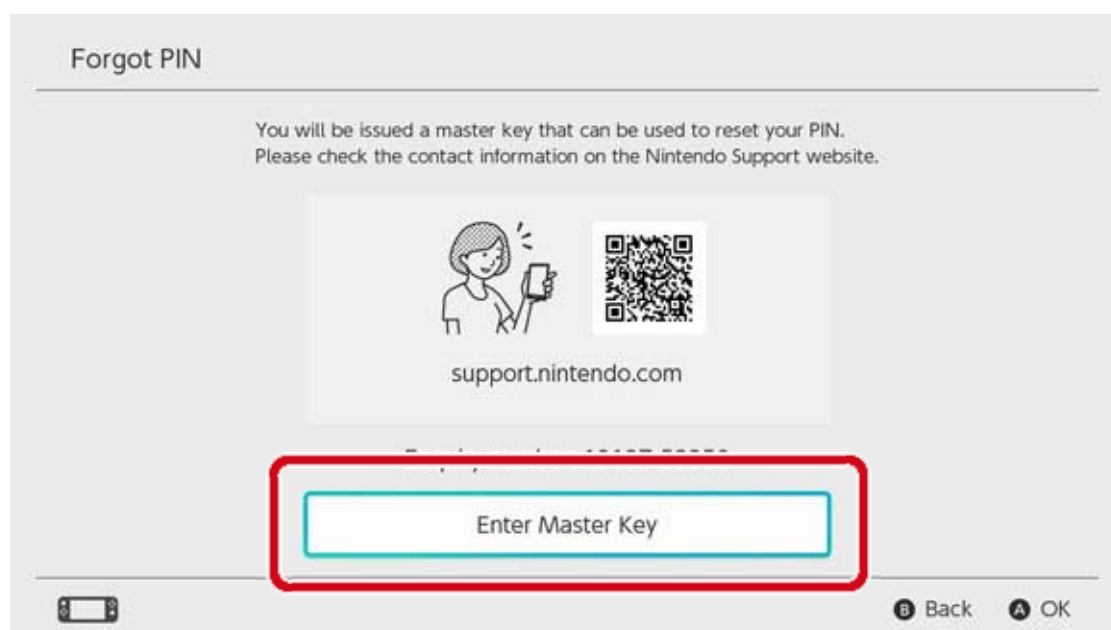 Forgot PIN
You will be issued a master key that can be used to reset your PIN.
Please check the contact information on the Nintendo Support website.
support.nintendo.com
Enter Master Key
B Back A OK